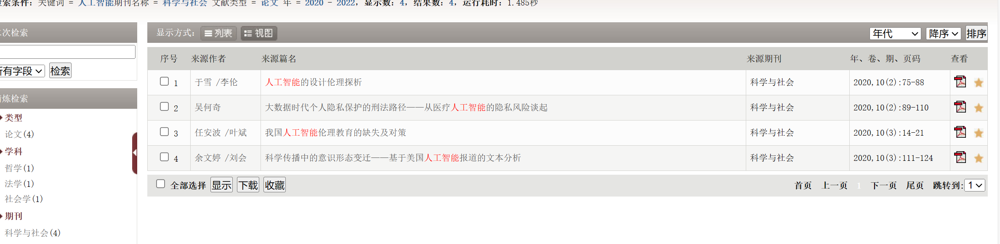 检索条件: 关键词 = 人工智能期刊名称 = 科学与社会 文献类型 = 论文 年 = 2020 - 2022, 显示数: 4, 结果数: 4, 运行耗时: 1.485秒
次检索
所有字段 检索
精炼检索
类型
论文(4)
学科
哲学(1)
法学(1)
社会学(1)
期刊
科学与社会(4)
显示方式: 列表 视图 年代 降序 排序
序号 来源作者 来源篇名 来源期刊 年、卷、期、页码 查看
1 于雪 /李伦 人工智能的设计伦理探析 科学与社会 2020,10(2):75-88
2 吴何奇 大数据时代个人隐私保护的刑法路径——从医疗人工智能的隐私风险谈起 科学与社会 2020,10(2):89-110
3 任安波 /叶斌 我国人工智能伦理教育的缺失及对策 科学与社会 2020,10(3):14-21
4 余文婷 /刘会 科学传播中的意识形态变迁——基于美国人工智能报道的文本分析 科学与社会 2020,10(3):111-124
全部选择 显示 下载 收藏 首页 上一页 1 下一页 尾页 跳转到: 1